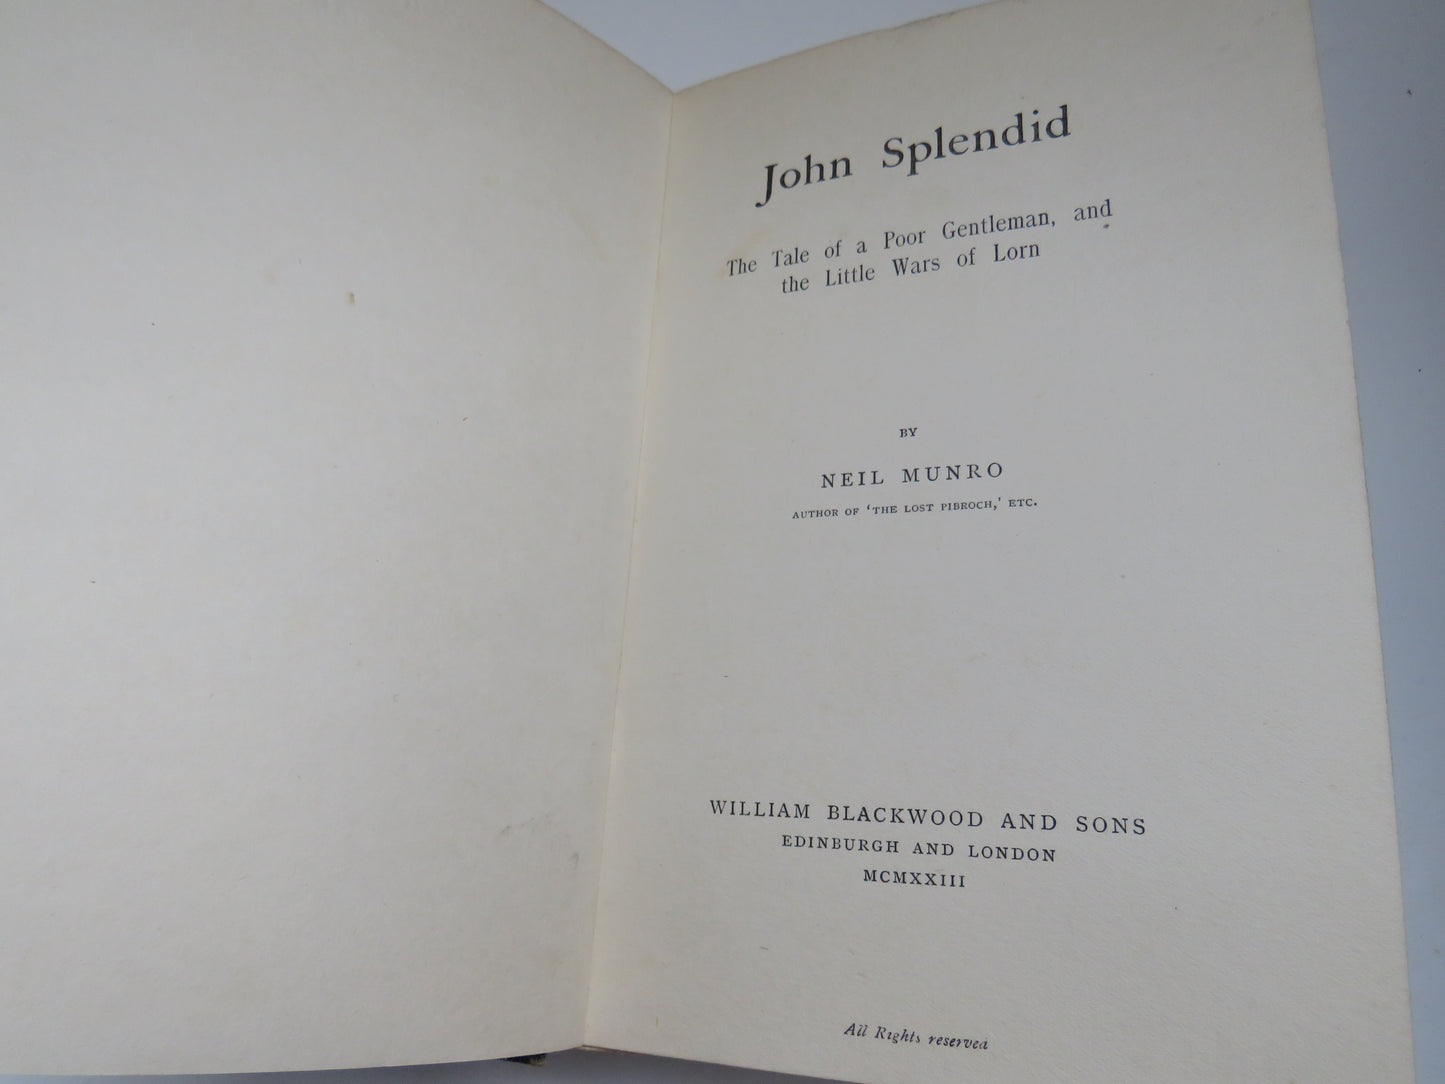 John Splendid
The Tale of a Poor Gentleman, and
the Little Wars of Lorn
BY
NEIL MUNRO
AUTHOR OF ‘THE LOST PIBROCH,’ ETC.
WILLIAM BLACKWOOD AND SONS
EDINBURGH AND LONDON
MCMXXIII
All Rights reserved